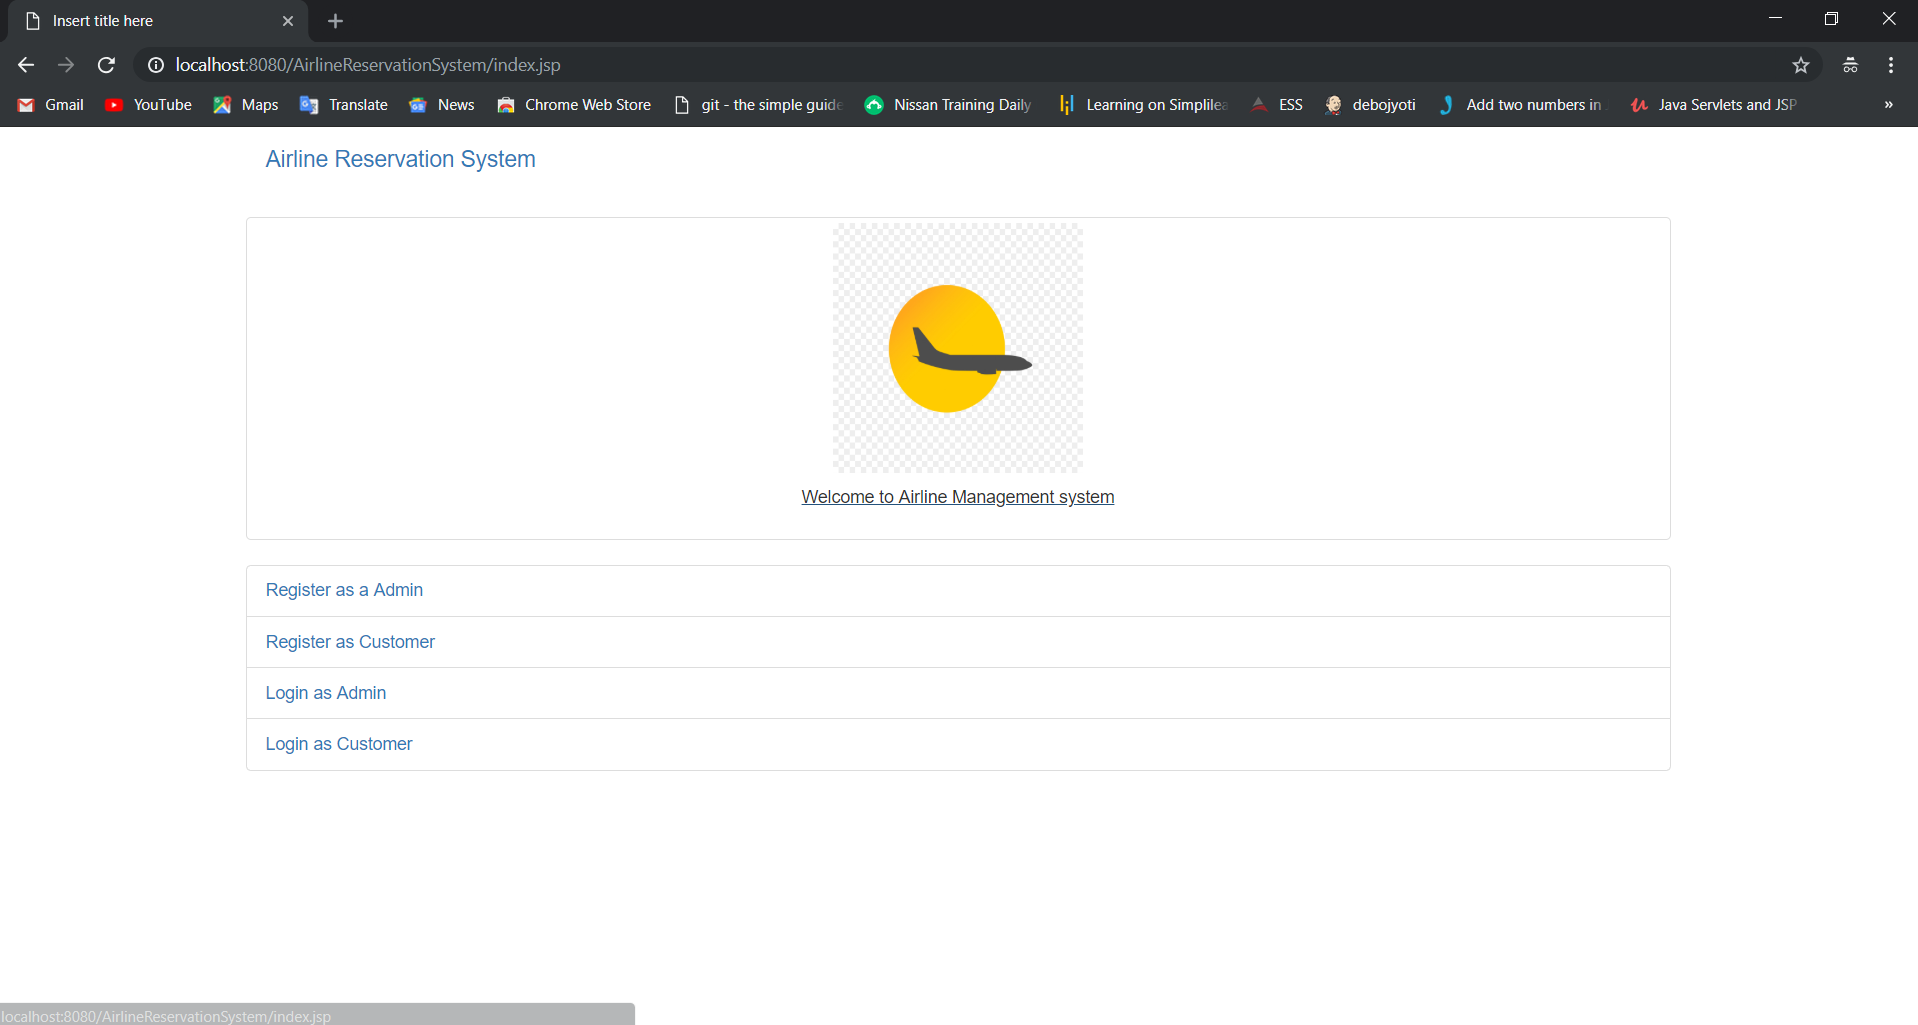 Insert title here
localhost:8080/AirlineReservationSystem/index.jsp
Gmail YouTube Maps Translate News Chrome Web Store git - the simple guide Nissan Training Daily Learning on Simplilea ESS debojyoti Add two numbers in Java Servlets and JSP »
Airline Reservation System
Welcome to Airline Management system
Register as a Admin
Register as Customer
Login as Admin
Login as Customer
localhost:8080/AirlineReservationSystem/index.jsp